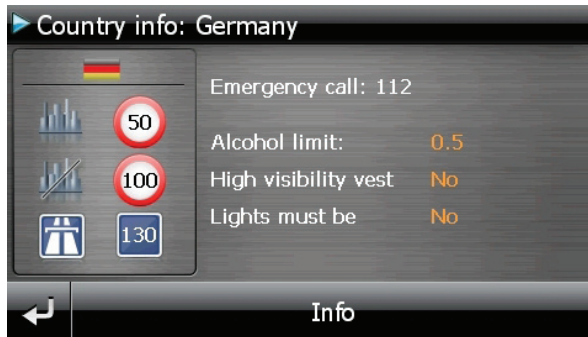 Country info: Germany
50
100
130
Emergency call: 112
Alcohol limit: 0.5
High visibility vest No
Lights must be No
Info